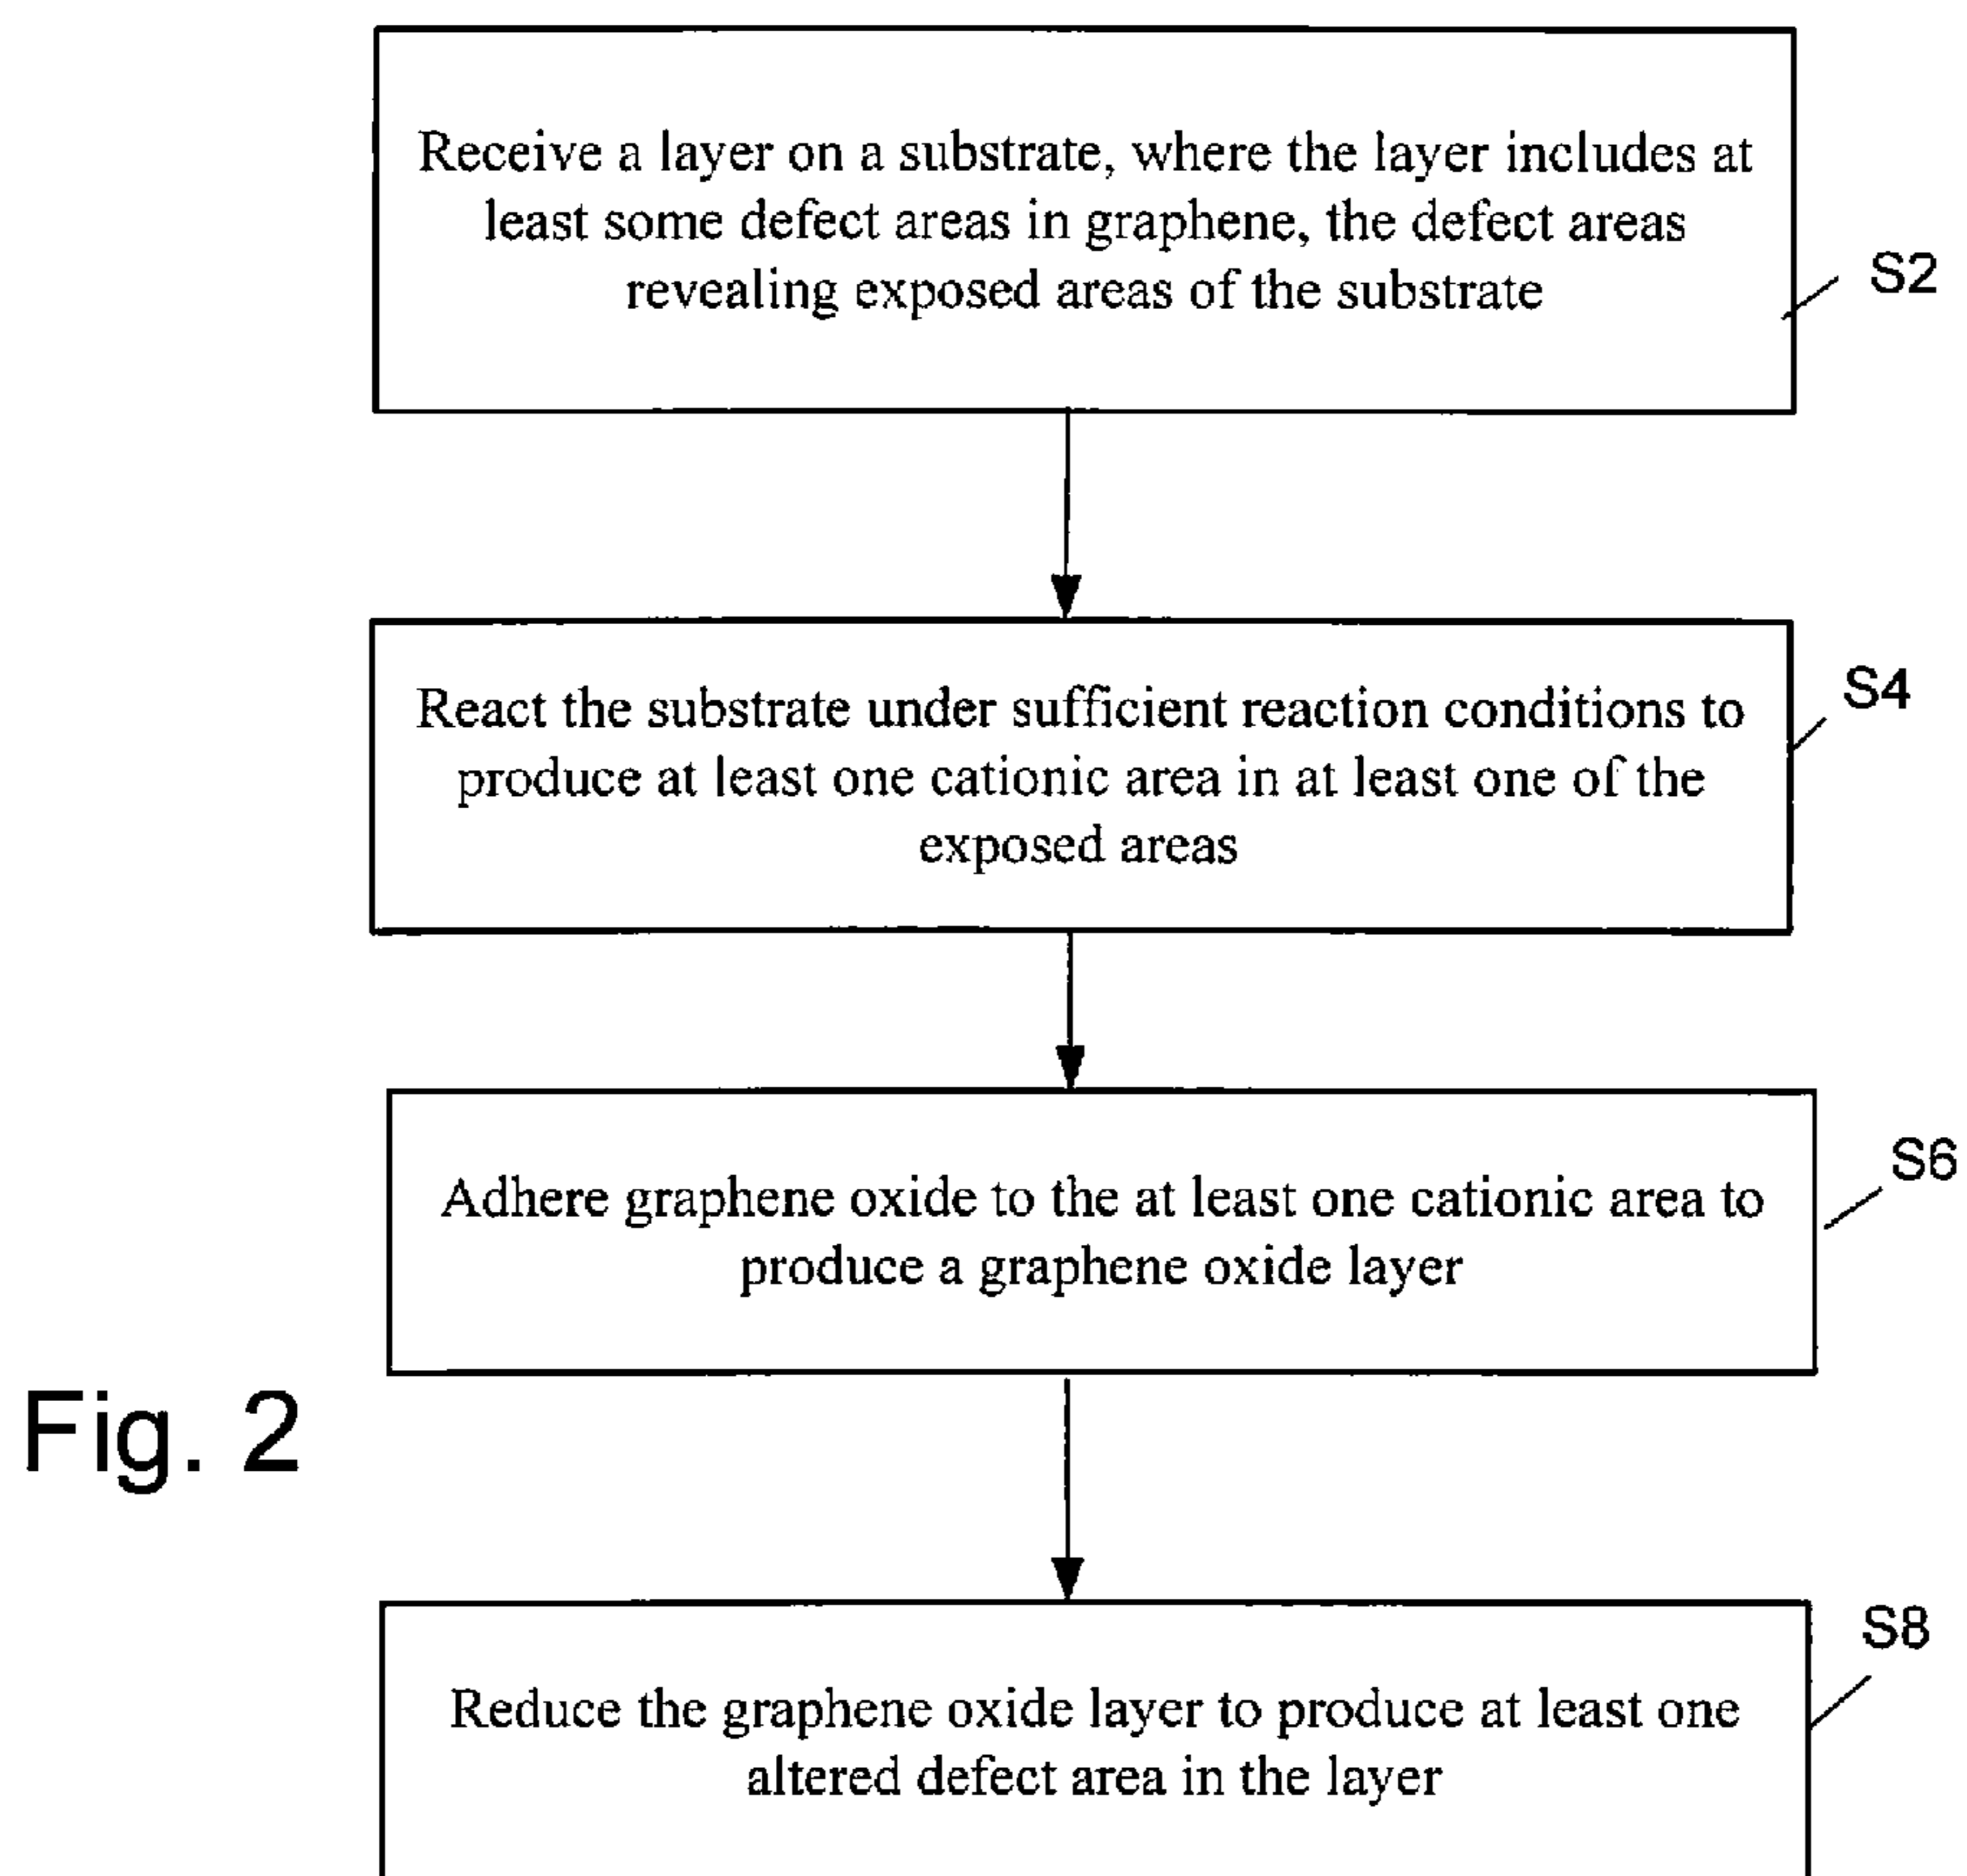 Receive a layer on a substrate, where the layer includes at
least some defect areas in graphene, the defect areas
revealing exposed areas of the substrate
S2
React the substrate under sufficient reaction conditions to
produce at least one cationic area in at least one of the
exposed areas
S4
Adhere graphene oxide to the at least one cationic area to
produce a graphene oxide layer
S6
Fig. 2
Reduce the graphene oxide layer to produce at least one
altered defect area in the layer
S8